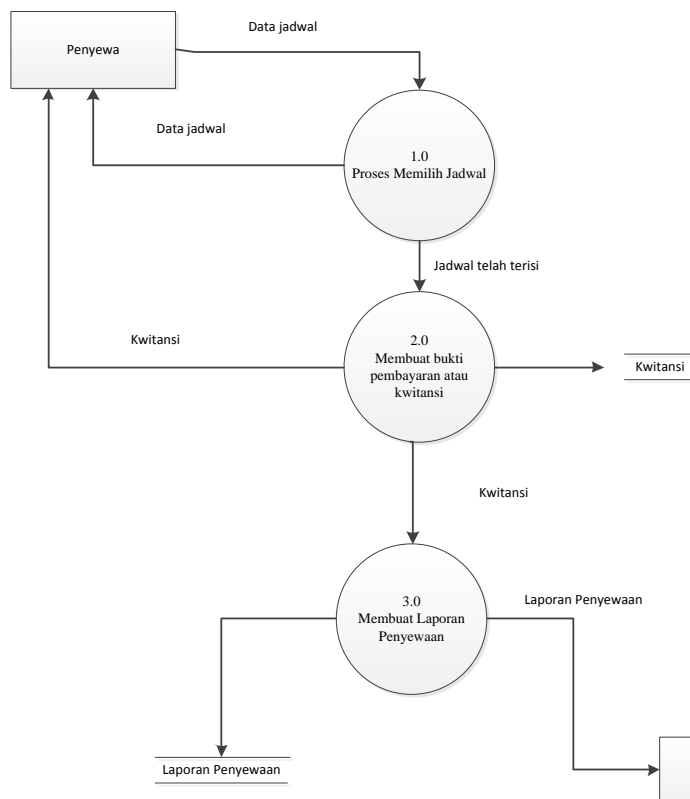 Data jadwal
Penyewa
Data jadwal
1.0
Proses Memilih Jadwal
Jadwal telah terisi
Kwitansi
2.0
Membuat bukti
pembayaran atau
kwitansi
Kwitansi
Kwitansi
3.0
Membuat Laporan
Penyewaan
Laporan Penyewaan
Laporan Penyewaan